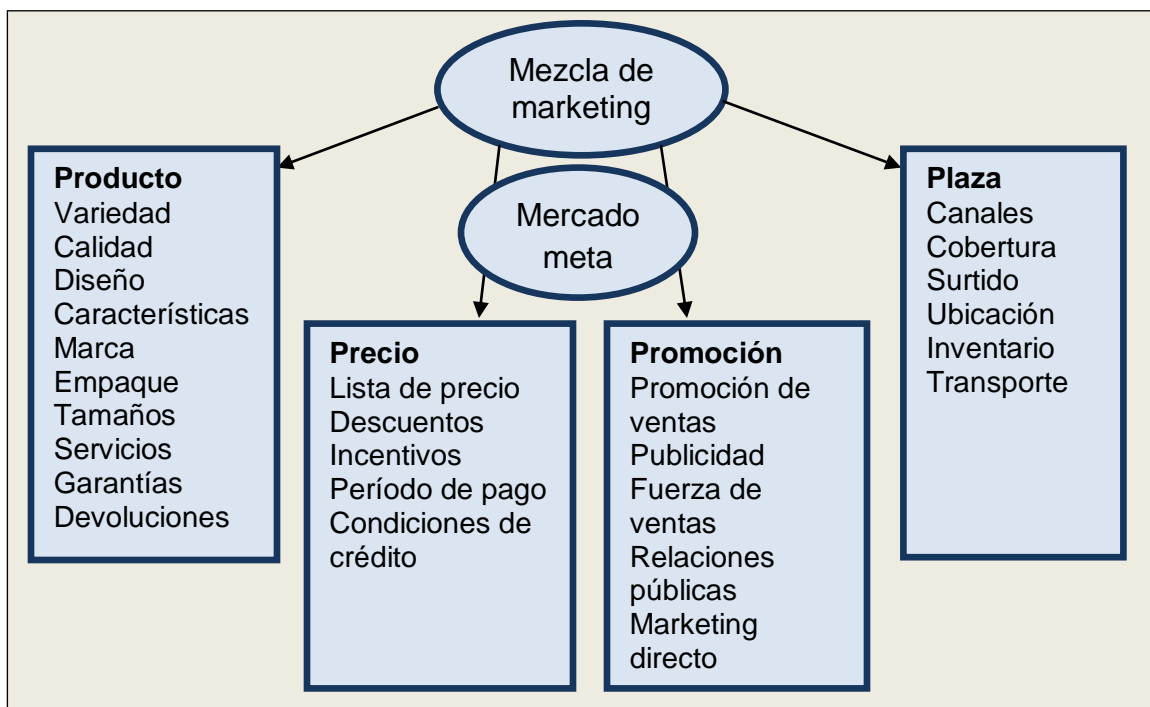 Mezcla de
marketing
Mercado
meta
Producto
Variedad
Calidad
Diseño
Características
Marca
Empaque
Tamaños
Servicios
Garantías
Devoluciones
Precio
Lista de precio
Descuentos
Incentivos
Período de pago
Condiciones de
crédito
Promoción
Promoción de
ventas
Publicidad
Fuerza de
ventas
Relaciones
públicas
Marketing
directo
Plaza
Canales
Cobertura
Surtido
Ubicación
Inventario
Transporte